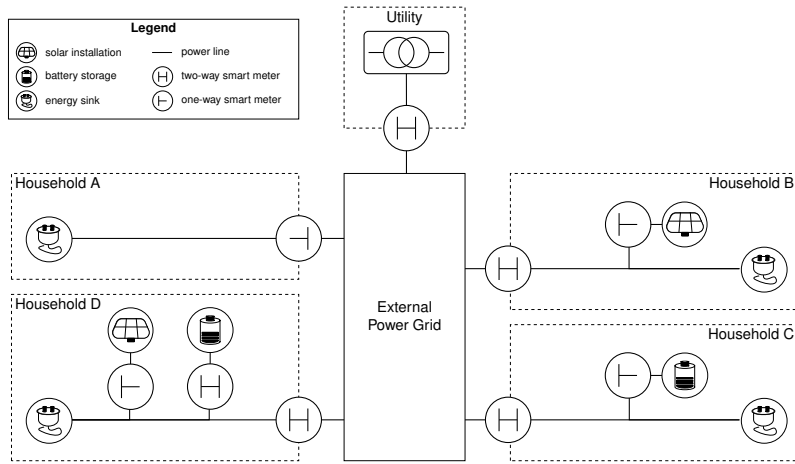 Legend
solar installation
power line
battery storage
two-way smart meter
energy sink
one-way smart meter
Utility
Household A
Household B
Household D
External
Power Grid
Household C